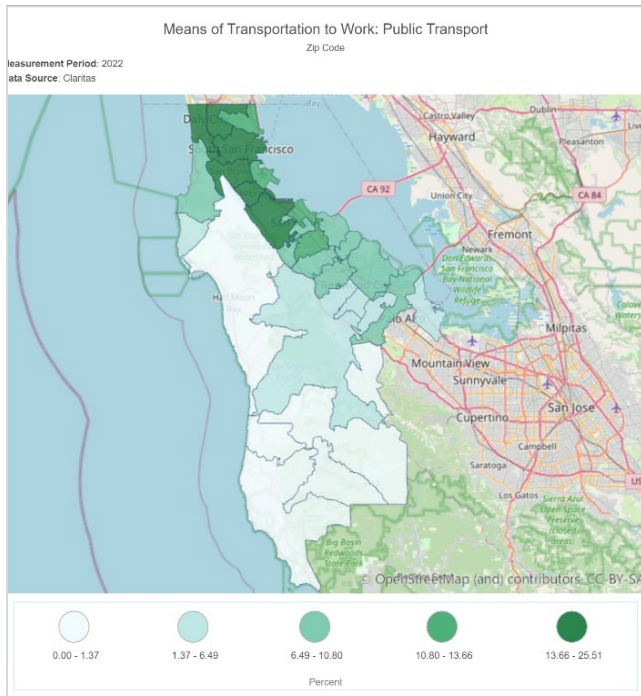 Means of Transportation to Work: Public Transport
Zip Code
leasurement Period: 2022
ata Source: Claritas
Bay
Castro Valley
Dublin
Hayward
Pleasanton
South San Francisco
CA 92
Union City
CA 84
Fremont
Newark
Don Edwards
San Francisco
Bay National
Wildlife
Refuge
Milpitas
Mountain View
Sunnyvale
San Jose
Cupertino
Campbell
Saratoga
Los Gatos
Sierra Azul
Open Space
Preserve
(closed
areas)
Big Basin
Redwoods
State Park
© OpenStreetMap (and) contributors, CC-BY-SA
0.00 - 1.37
1.37 - 6.49
6.49 - 10.80
10.80 - 13.66
13.66 - 25.51
Percent